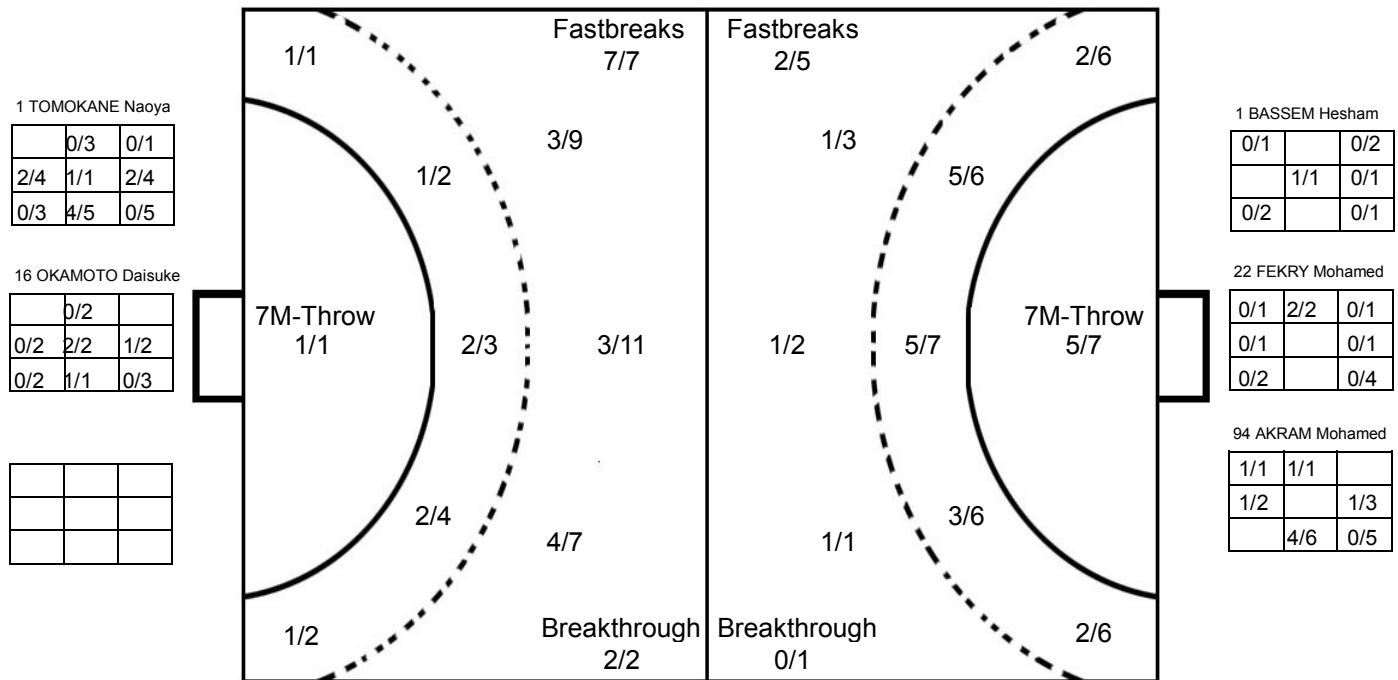 Fastbreaks Fastbreaks
7/7 2/5
1/1 2/6
3/9 1/3
1/2 5/6
7M-Throw 7M-Throw
1/1 2/3 3/11 1/2 5/7 5/7
2/4 3/6
4/7 1/1
1/2 2/6
Breakthrough Breakthrough
2/2 0/1
1 TOMOKANE Naoya
0/3 0/1
2/4 1/1 2/4
0/3 4/5 0/5
16 OKAMOTO Daisuke
0/2
0/2 2/2 1/2
0/2 1/1 0/3
1 BASSEM Hesham
0/1 0/2
1/1 0/1
0/2 0/1
22 FEKRY Mohamed
0/1 2/2 0/1
0/1 0/1
0/2 0/4
94 AKRAM Mohamed
1/1 1/1
1/2 1/3
4/6 0/5